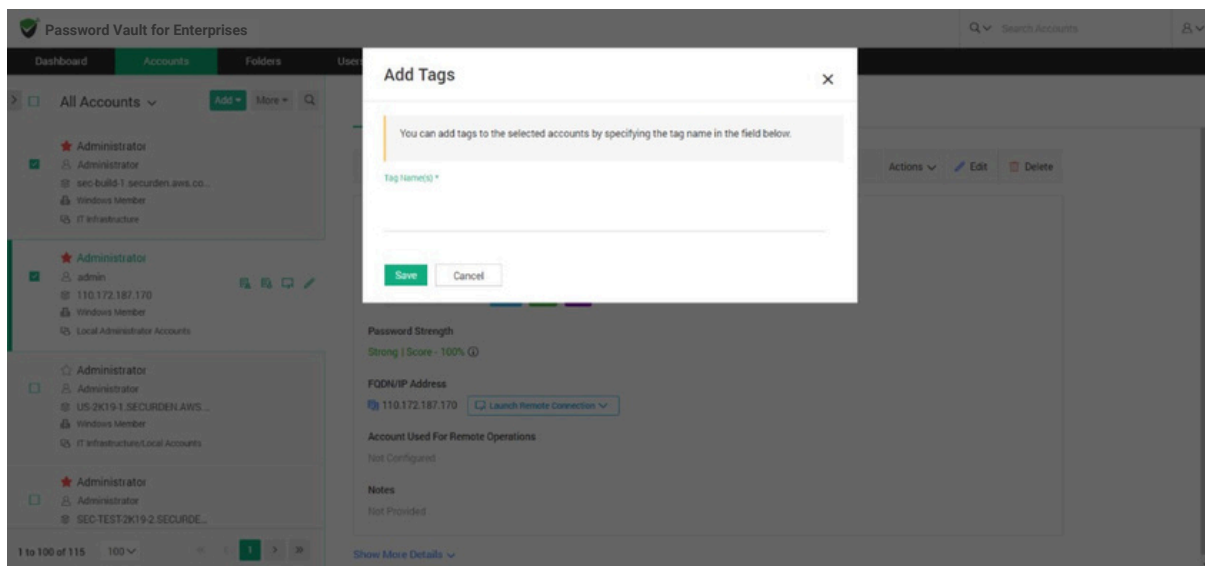 Password Vault for Enterprises
Search Accounts
Dashboard Accounts Folders Users
Add Tags
All Accounts Add More
You can add tags to the selected accounts by specifying the tag name in the field below.
Administrator
Administrator
sec-build-1.securden.aws.co...
Windows Member
IT Infrastructure
Actions Edit Delete
Tag Name(s) *
Administrator
admin
110.172.187.170
Windows Member
Local Administrator Accounts
Save Cancel
Password Strength
Strong | Score - 100%
Administrator
Administrator
US-2K19-1.SECURDEN.AWS...
Windows Member
IT Infrastructure/Local Accounts
FQDN/IP Address
110.172.187.170 Launch Remote Connection
Account Used For Remote Operations
Not Configured
Administrator
Administrator
SEC-TEST-2K19-2.SECURDE...
Notes
Not Provided
1 to 100 of 115 100 1
Show More Details